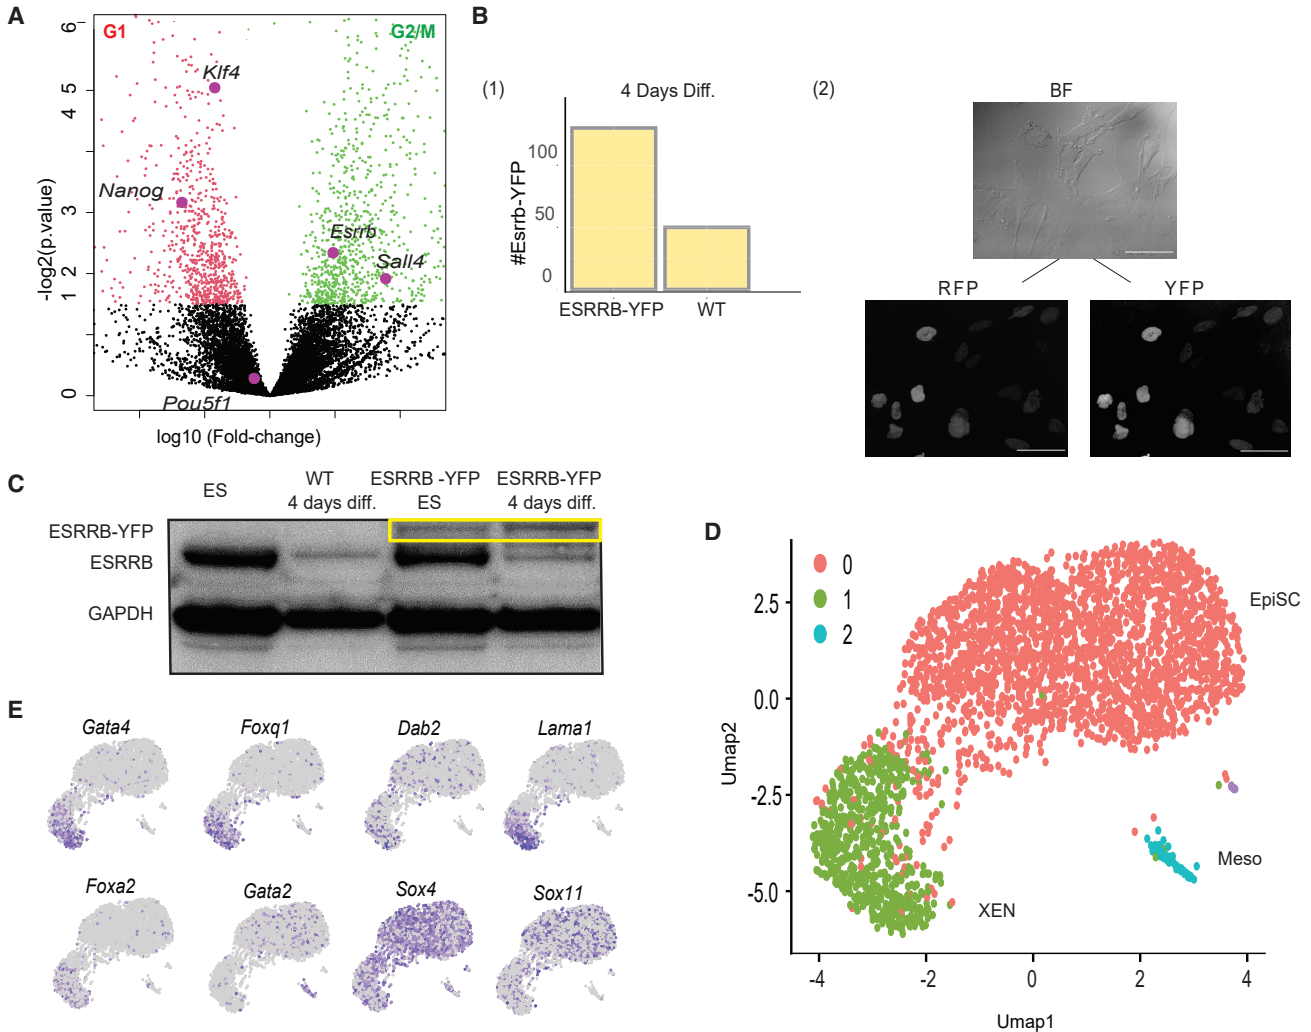 A
G1
G2/M
Klf4
Nanog
Esrrb
Sall4
Pou5f1
6
5
4
3
2
1
0
-log2(p.value)
log10 (Fold-change)
B
(1)
4 Days Diff.
#Esrrb-YFP
100
50
0
ESRRB-YFP
WT
(2)
BF
RFP
YFP
C
ES
WT
4 days diff.
ESRRB -YFP
ES
ESRRB-YFP
4 days diff.
ESRRB-YFP
ESRRB
GAPDH
D
0
1
2
EpiSC
Meso
XEN
2.5
0.0
-2.5
-5.0
Umap2
-4
-2
0
2
4
Umap1
E
Gata4
Foxq1
Dab2
Lama1
Foxa2
Gata2
Sox4
Sox11